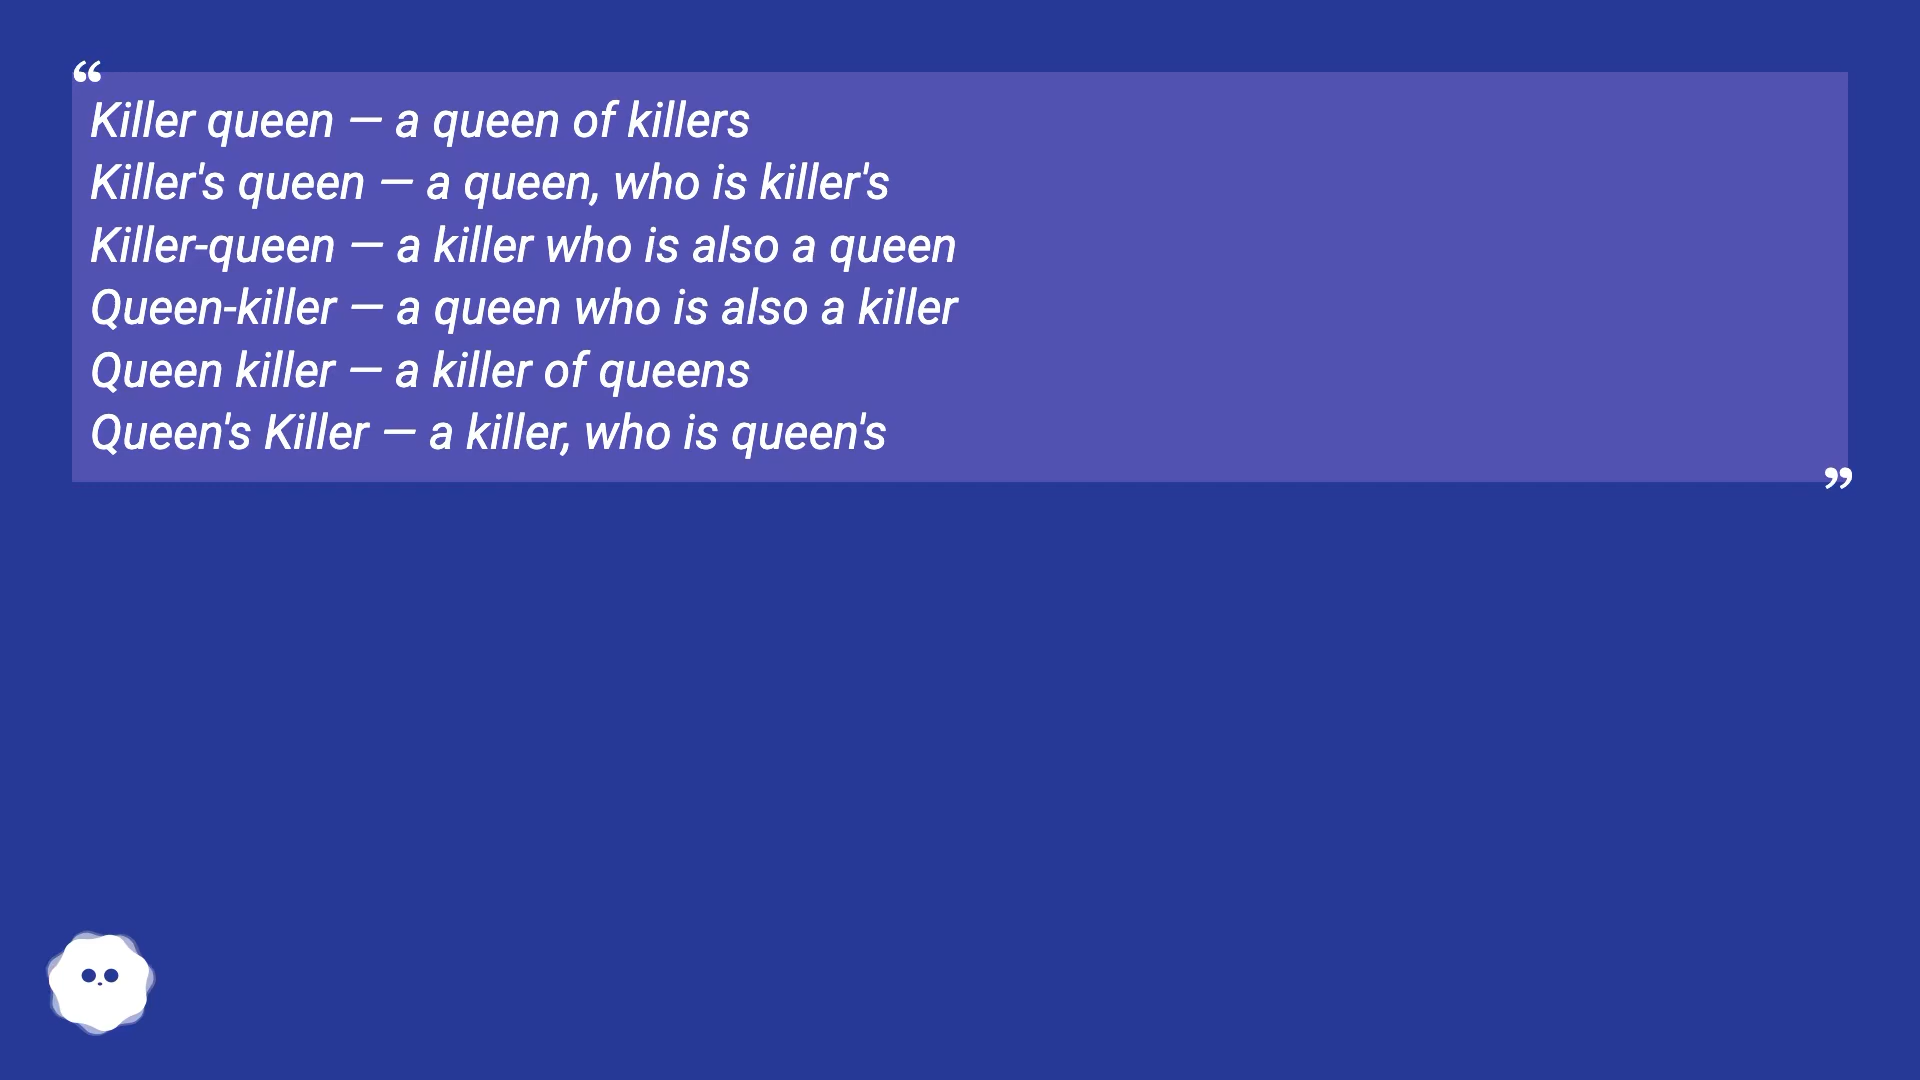 “
Killer queen — a queen of killers
Killer's queen — a queen, who is killer's
Killer-queen — a killer who is also a queen
Queen-killer — a queen who is also a killer
Queen killer — a killer of queens
Queen's Killer — a killer, who is queen's
”